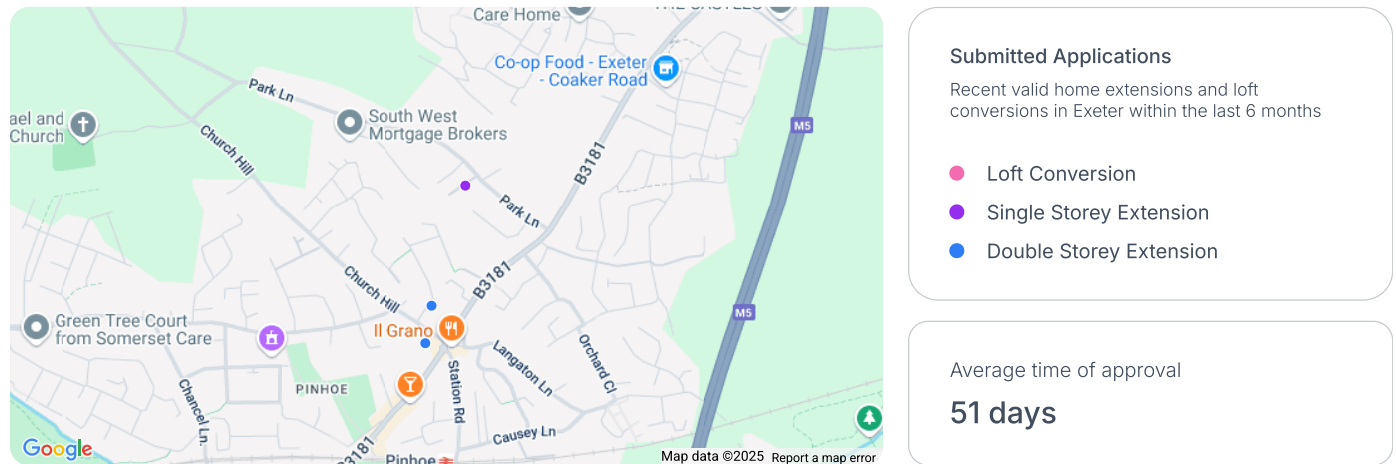 Care Home
Co-op Food - Exeter
- Coaker Road
Park Ln
South West
Mortgage Brokers
ael and
Church
Church Hill
M5
B3181
Park Ln
B3181
Church Hill
M5
Green Tree Court
from Somerset Care
Il Grano
Langaton Ln
Orchard Cl
PINHOE
Station Rd
Chancel Ln
Causey Ln
B3181
Pinhoe
Google
Map data ©2025 Report a map error
Submitted Applications
Recent valid home extensions and loft
conversions in Exeter within the last 6 months
Loft Conversion
Single Storey Extension
Double Storey Extension
Average time of approval
51 days